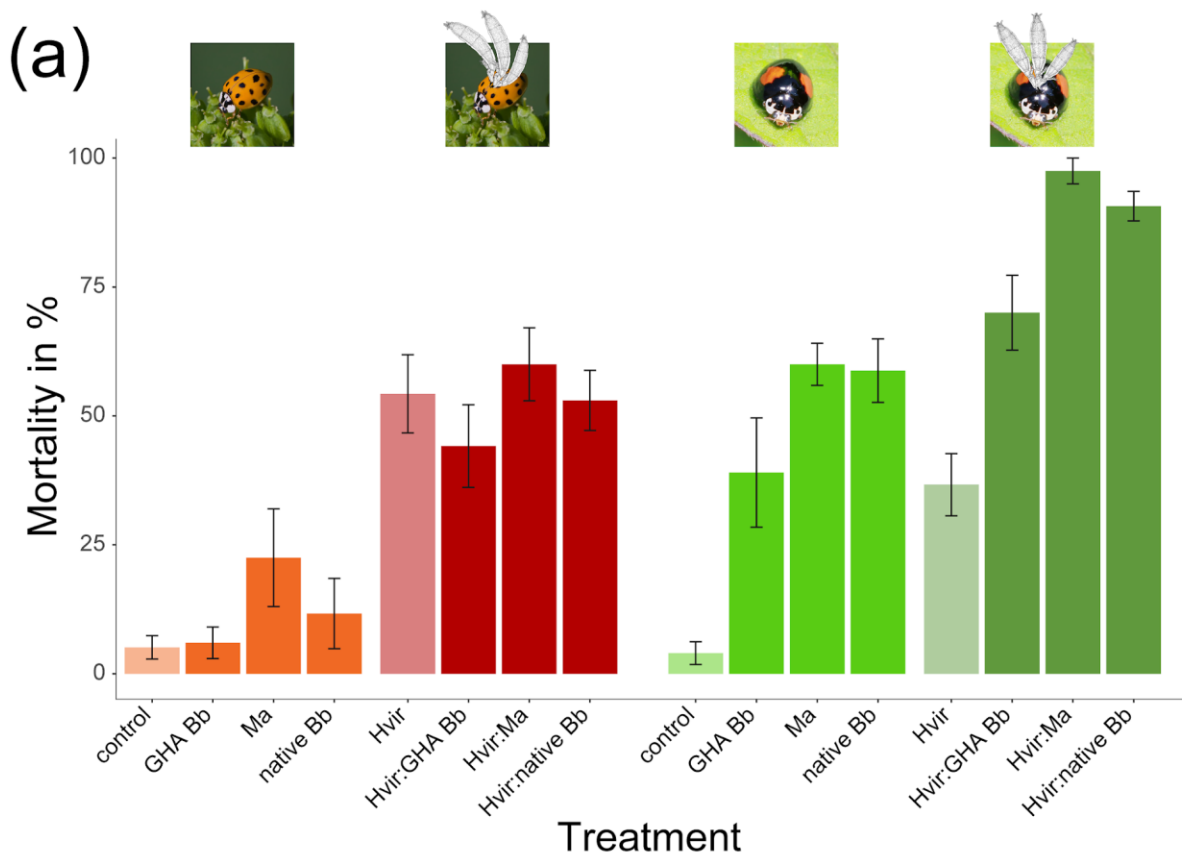 (a)
Mortality in %
100
75
50
25
0
control
GHA Bb
Ma
native Bb
Hvir
Hvir:GHA Bb
Hvir:Ma
Hvir:native Bb
control
GHA Bb
Ma
native Bb
Hvir
Hvir:GHA Bb
Hvir:Ma
Hvir:native Bb
Treatment